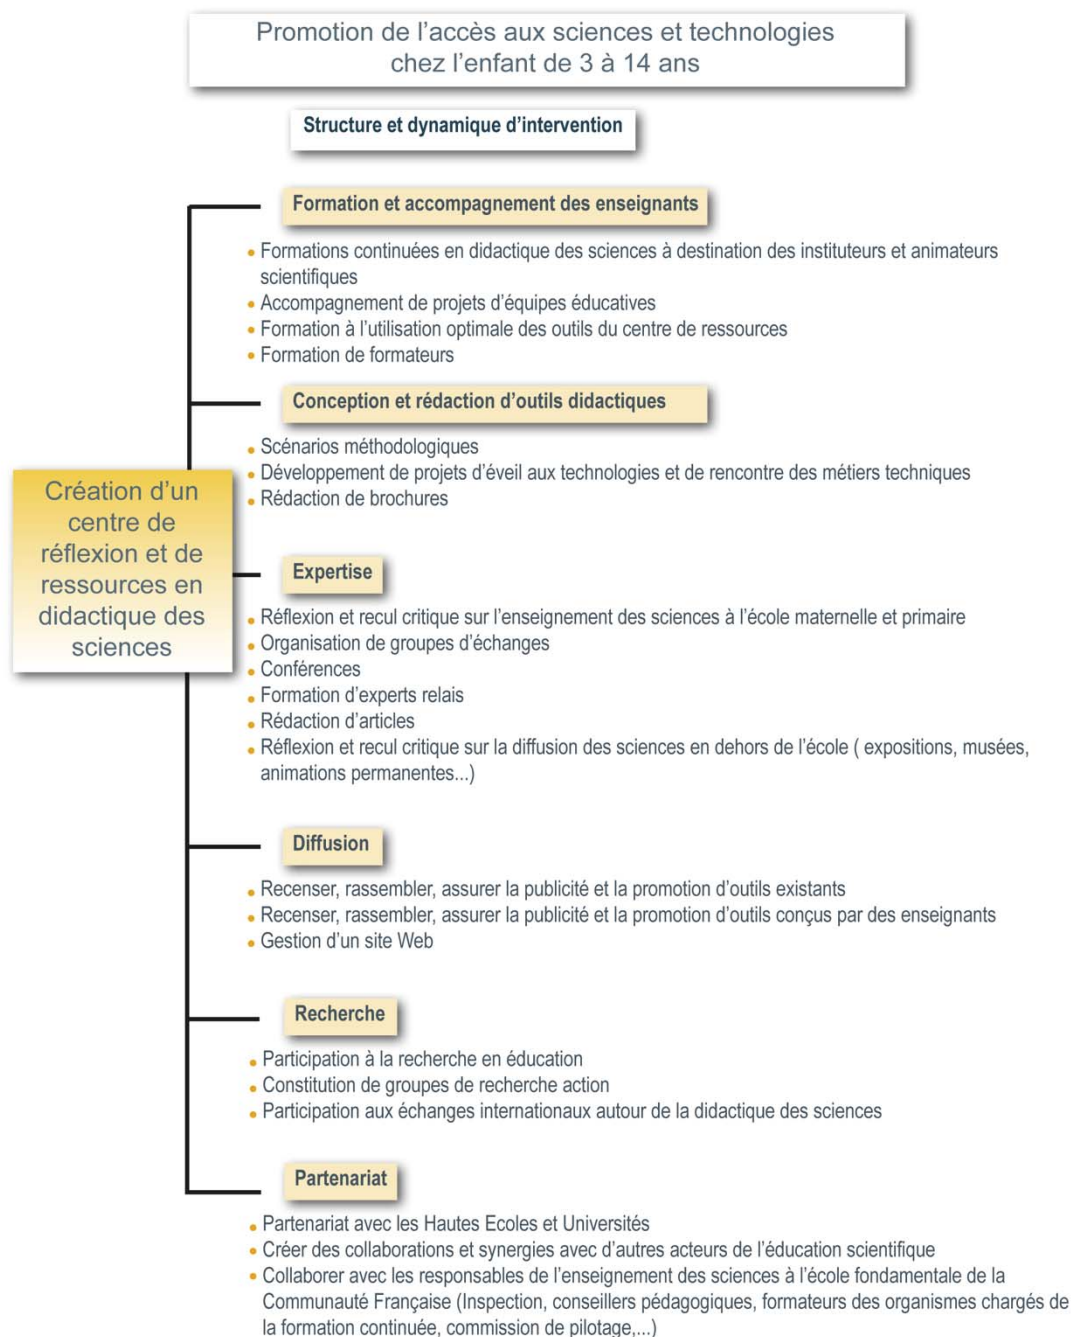 Promotion de l’accès aux sciences et technologies
chez l’enfant de 3 à 14 ans
Structure et dynamique d’intervention
Formation et accompagnement des enseignants
• Formations continuées en didactique des sciences à destination des instituteurs et animateurs
scientifiques
• Accompagnement de projets d’équipes éducatives
• Formation à l’utilisation optimale des outils du centre de ressources
• Formation de formateurs
Conception et rédaction d’outils didactiques
• Scénarios méthodologiques
• Développement de projets d’éveil aux technologies et de rencontre des métiers techniques
• Rédaction de brochures
Création d’un
centre de
réflexion et de
ressources en
didactique des
sciences
Expertise
• Réflexion et recul critique sur l’enseignement des sciences à l’école maternelle et primaire
• Organisation de groupes d’échanges
• Conférences
• Formation d’experts relais
• Rédaction d’articles
• Réflexion et recul critique sur la diffusion des sciences en dehors de l’école ( expositions, musées,
animations permanentes...)
Diffusion
• Recenser, rassembler, assurer la publicité et la promotion d’outils existants
• Recenser, rassembler, assurer la publicité et la promotion d’outils conçus par des enseignants
• Gestion d’un site Web
Recherche
• Participation à la recherche en éducation
• Constitution de groupes de recherche action
• Participation aux échanges internationaux autour de la didactique des sciences
Partenariat
• Partenariat avec les Hautes Ecoles et Universités
• Créer des collaborations et synergies avec d’autres acteurs de l’éducation scientifique
• Collaborer avec les responsables de l’enseignement des sciences à l’école fondamentale de la
Communauté Française (Inspection, conseillers pédagogiques, formateurs des organismes chargés de
la formation continuée, commission de pilotage,...)